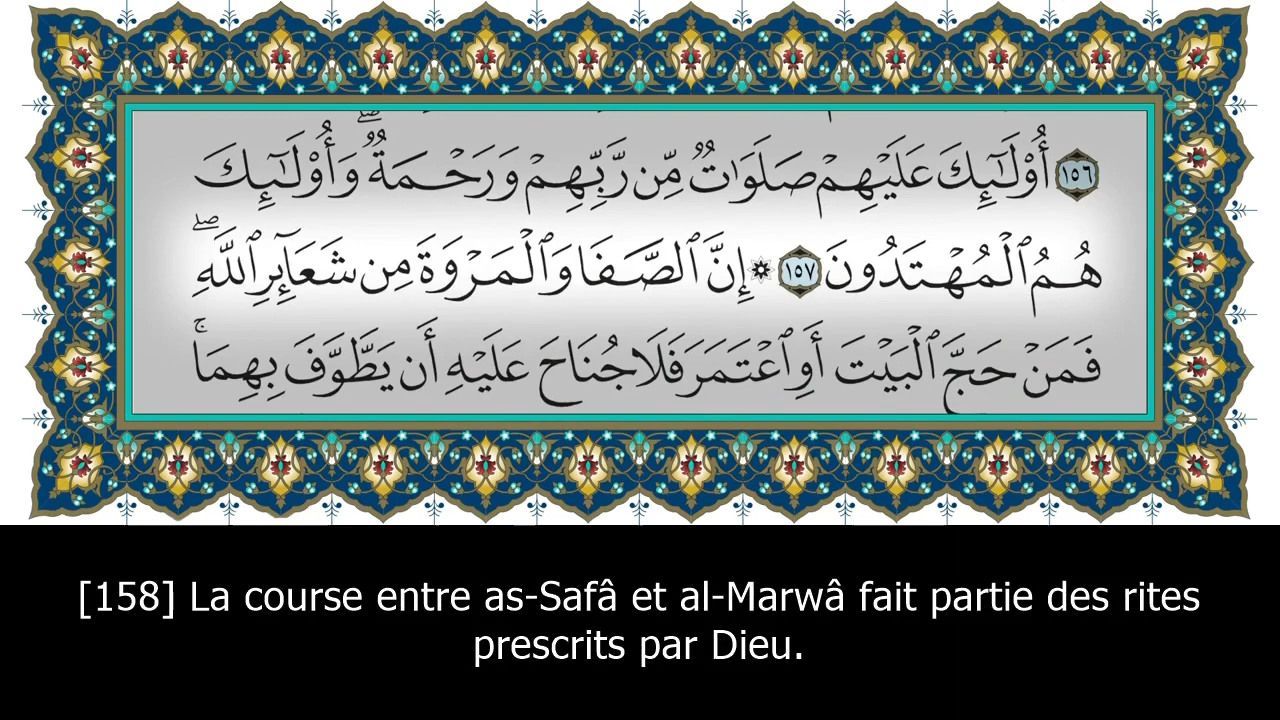 ١٥٦ أُوْلَـٰٓئِكَ عَلَيْهِمْ صَلَوَٰتٌ مِّن رَّبِّهِمْ وَرَحْمَةٌ ۖ وَأُوْلَـٰٓئِكَ
هُمُ ٱلْمُهْتَدُونَ ١٥٧ ۞ إِنَّ ٱلصَّفَا وَٱلْمَرْوَةَ مِن شَعَآئِرِ ٱللَّهِ ۖ
فَمَنْ حَجَّ ٱلْبَيْتَ أَوِ ٱعْتَمَرَ فَلَا جُنَاحَ عَلَيْهِ أَن يَطَّوَّفَ بِهِمَا ۚ
[158] La course entre as-Safâ et al-Marwâ fait partie des rites
prescrits par Dieu.